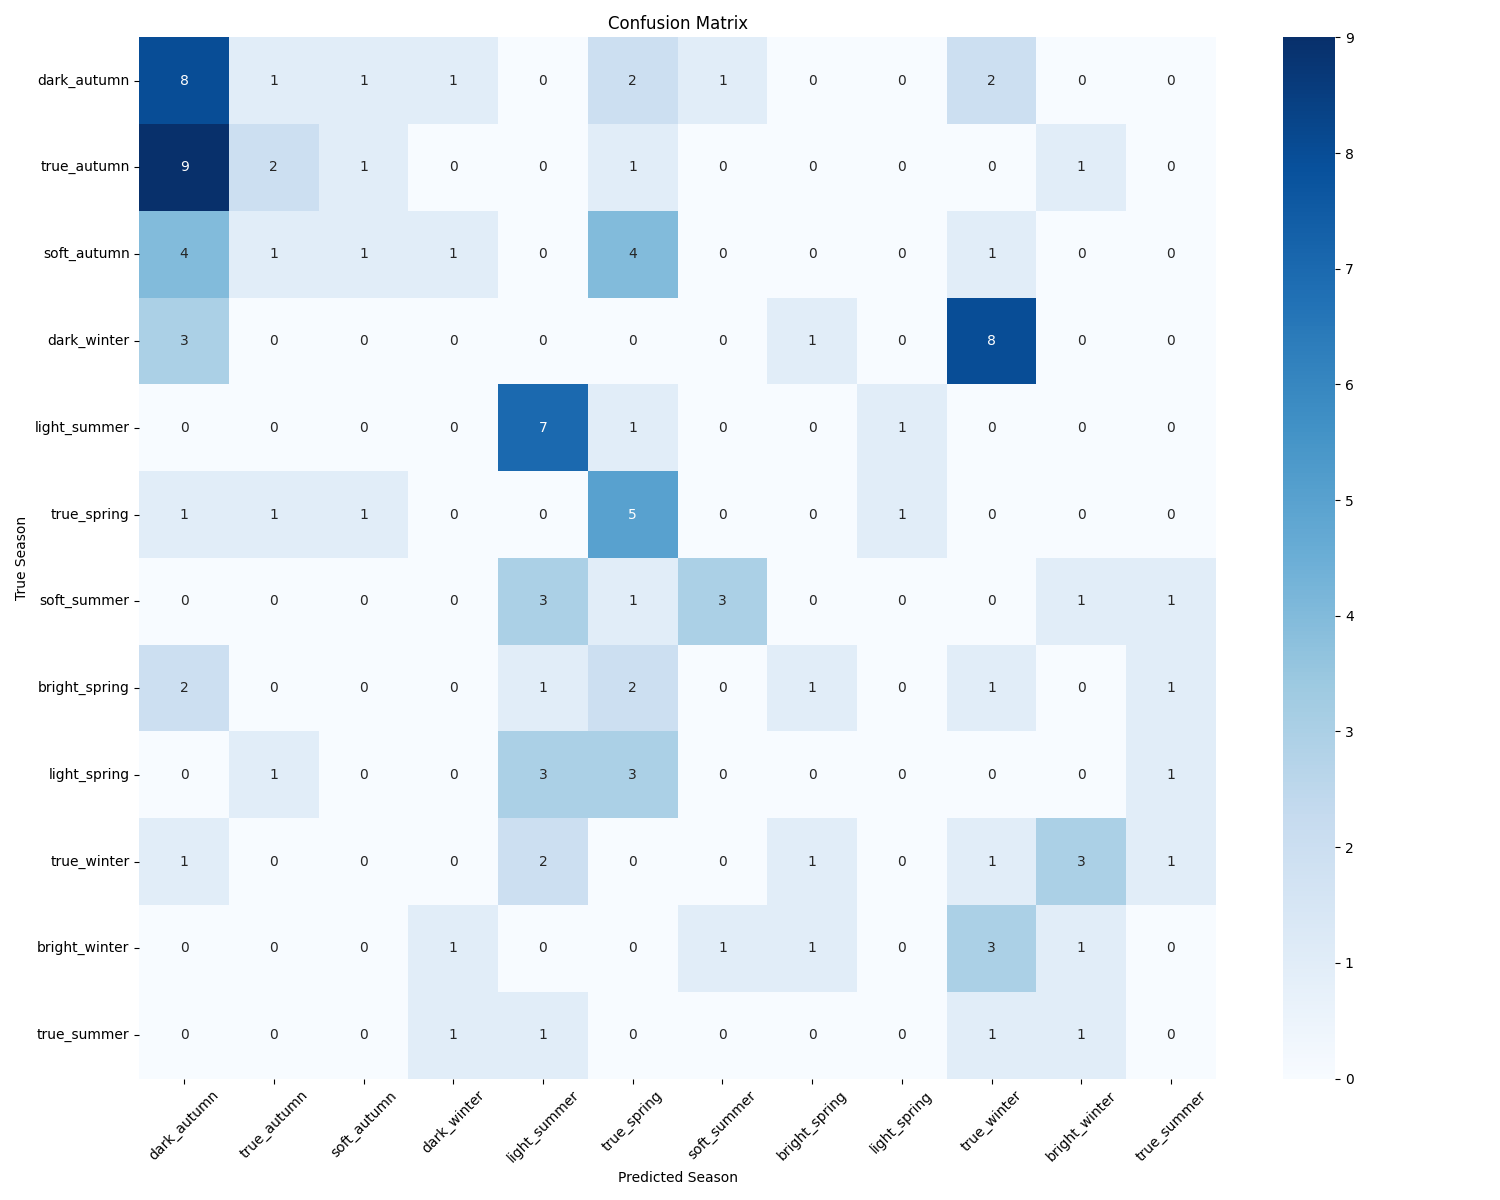 Confusion Matrix
dark_autumn 8 1 1 1 0 2 1 0 0 2 0 0
true_autumn 9 2 1 0 0 1 0 0 0 0 1 0
soft_autumn 4 1 1 1 0 4 0 0 0 1 0 0
dark_winter 3 0 0 0 0 0 0 1 0 8 0 0
light_summer 0 0 0 0 7 1 0 0 1 0 0 0
true_spring 1 1 1 0 0 5 0 0 1 0 0 0
soft_summer 0 0 0 0 3 1 3 0 0 0 1 1
bright_spring 2 0 0 0 1 2 0 1 0 1 0 1
light_spring 0 1 0 0 3 3 0 0 0 0 0 1
true_winter 1 0 0 0 2 0 0 1 0 1 3 1
bright_winter 0 0 0 1 0 0 1 1 0 3 1 0
true_summer 0 0 0 1 1 0 0 0 0 1 1 0
True Season
dark_autumn true_autumn soft_autumn dark_winter light_summer true_spring soft_summer bright_spring light_spring true_winter bright_winter true_summer
Predicted Season
9
8
7
6
5
4
3
2
1
0